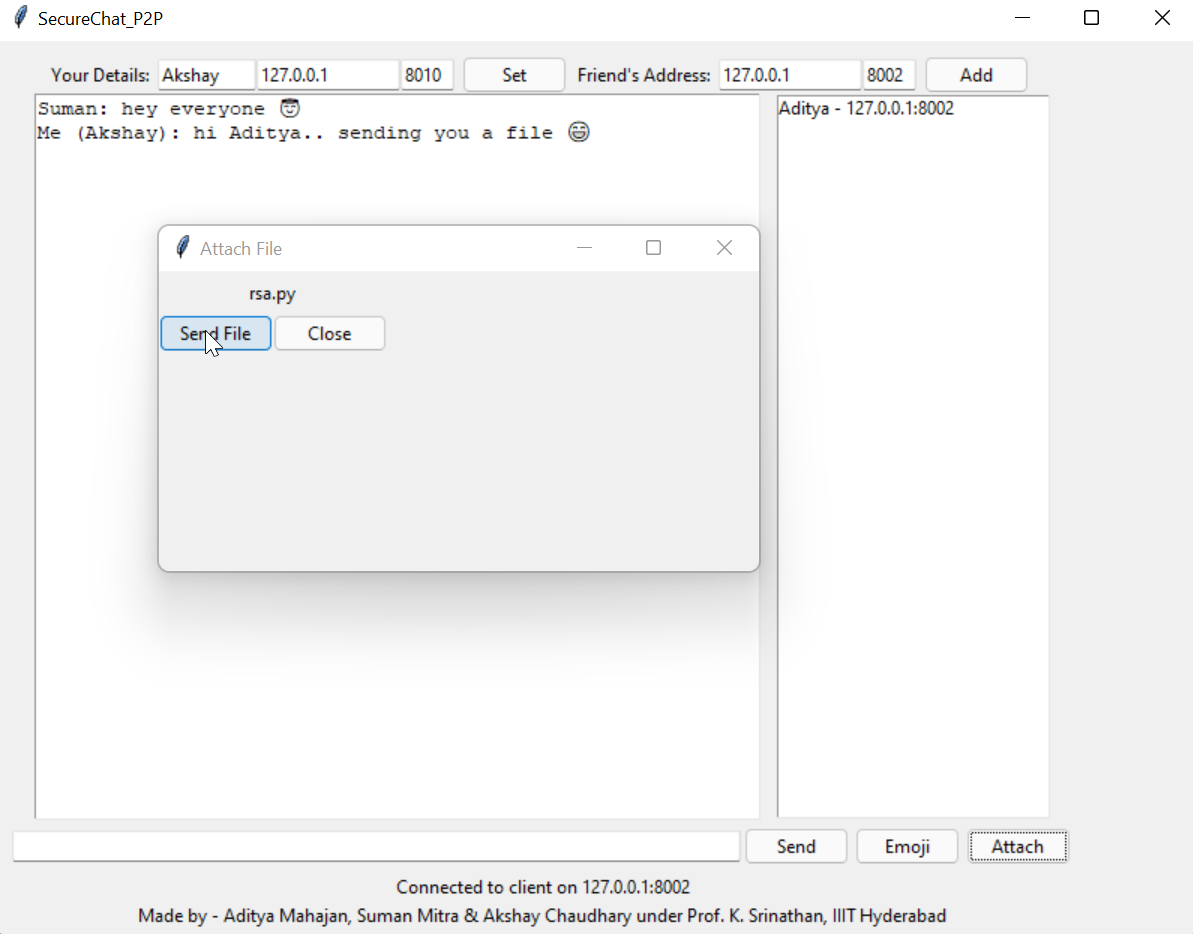 SecureChat_P2P
Your Details: Akshay 127.0.0.1 8010 Set Friend's Address: 127.0.0.1 8002 Add
Suman: hey everyone 😇
Me (Akshay): hi Aditya.. sending you a file 😄
Aditya - 127.0.0.1:8002
Attach File
rsa.py
Send File Close
Send Emoji Attach
Connected to client on 127.0.0.1:8002
Made by - Aditya Mahajan, Suman Mitra & Akshay Chaudhary under Prof. K. Srinathan, IIIT Hyderabad